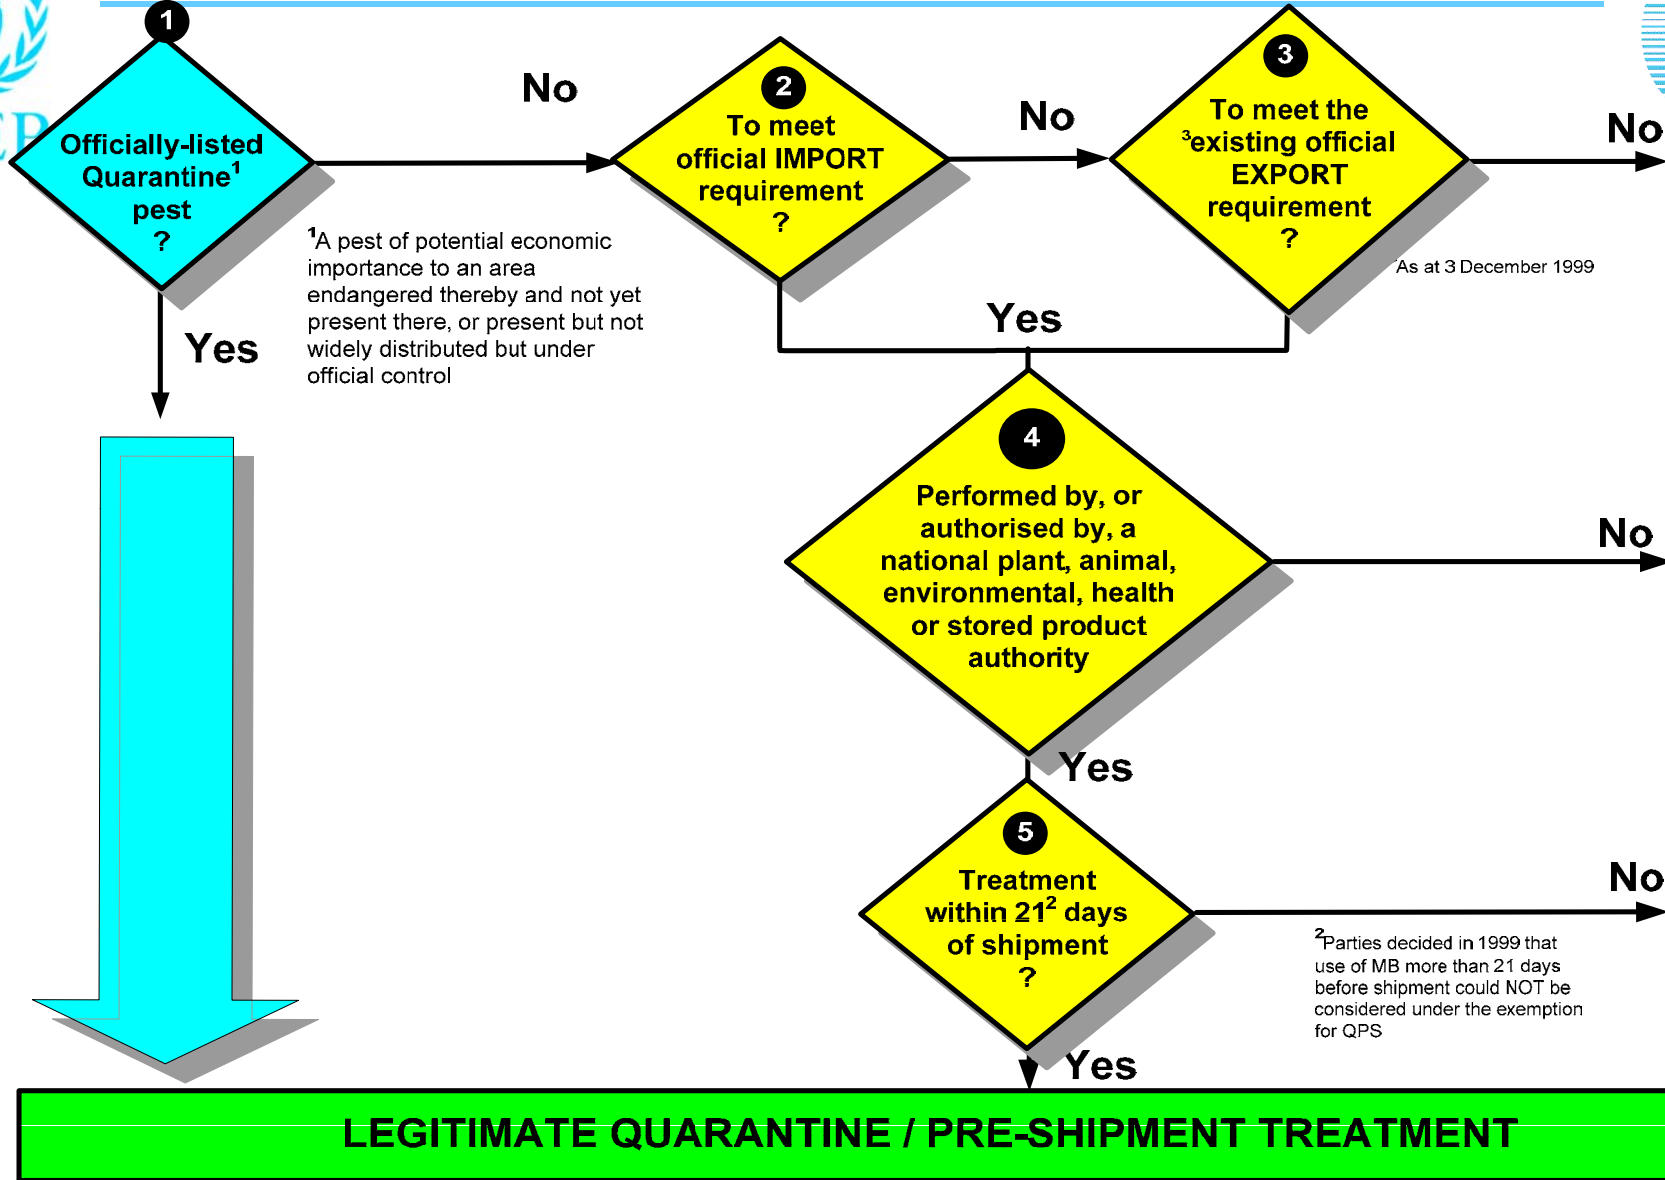 1
Officially-listed
Quarantine¹
pest
?
No
2
To meet
official IMPORT
requirement
?
No
3
To meet the
³existing official
EXPORT
requirement
?
No
¹A pest of potential economic
importance to an area
endangered thereby and not yet
present there, or present but not
widely distributed but under
official control
As at 3 December 1999
Yes
Yes
4
Performed by, or
authorised by, a
national plant, animal,
environmental, health
or stored product
authority
No
Yes
5
Treatment
within 21² days
of shipment
?
No
²Parties decided in 1999 that
use of MB more than 21 days
before shipment could NOT be
considered under the exemption
for QPS
Yes
LEGITIMATE QUARANTINE / PRE-SHIPMENT TREATMENT